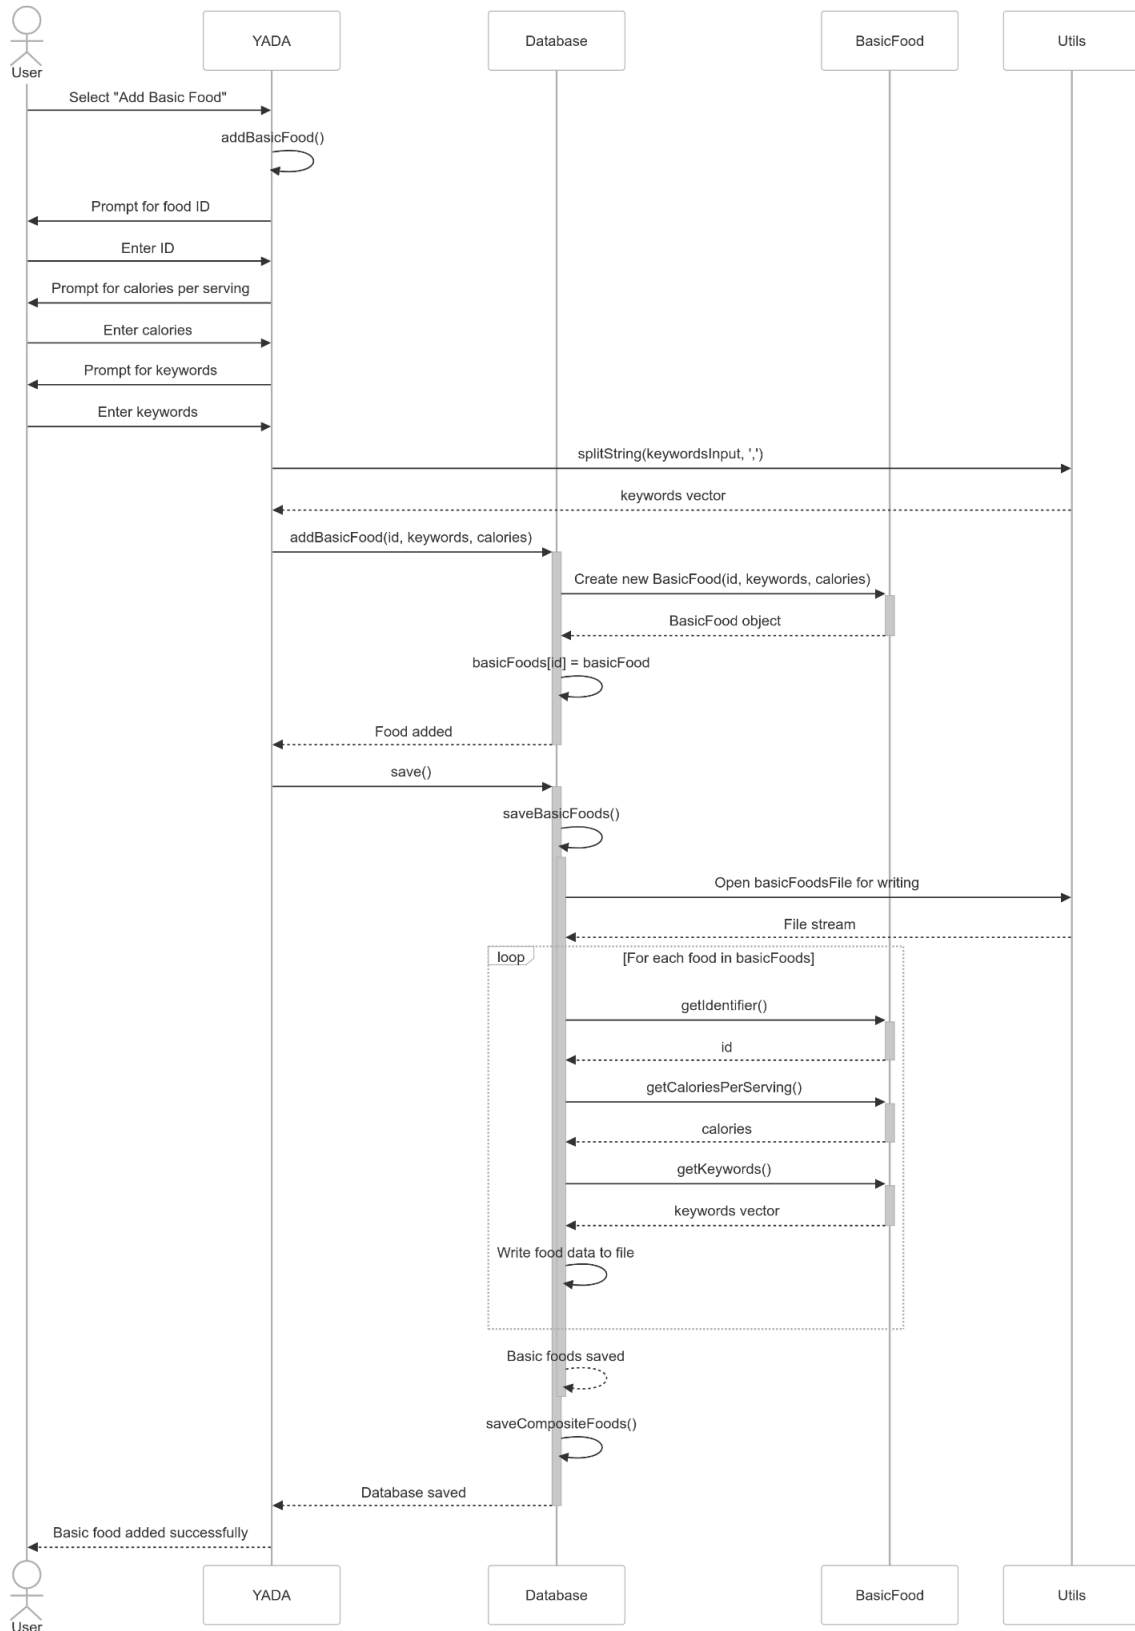 User
YADA
Database
BasicFood
Utils
Select "Add Basic Food"
addBasicFood()
Prompt for food ID
Enter ID
Prompt for calories per serving
Enter calories
Prompt for keywords
Enter keywords
splitString(keywordsInput, ',')
keywords vector
addBasicFood(id, keywords, calories)
Create new BasicFood(id, keywords, calories)
BasicFood object
basicFoods[id] = basicFood
Food added
save()
saveBasicFoods()
Open basicFoodsFile for writing
File stream
loop
[For each food in basicFoods]
getIdentifier()
id
getCaloriesPerServing()
calories
getKeywords()
keywords vector
Write food data to file
Basic foods saved
saveCompositeFoods()
Database saved
Basic food added successfully
User
YADA
Database
BasicFood
Utils